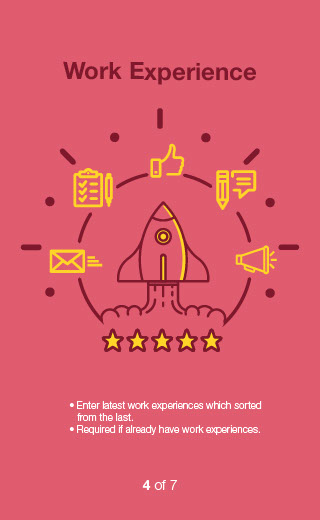 Work Experience
• Enter latest work experiences which sorted
from the last.
• Required if already have work experiences.
4 of 7